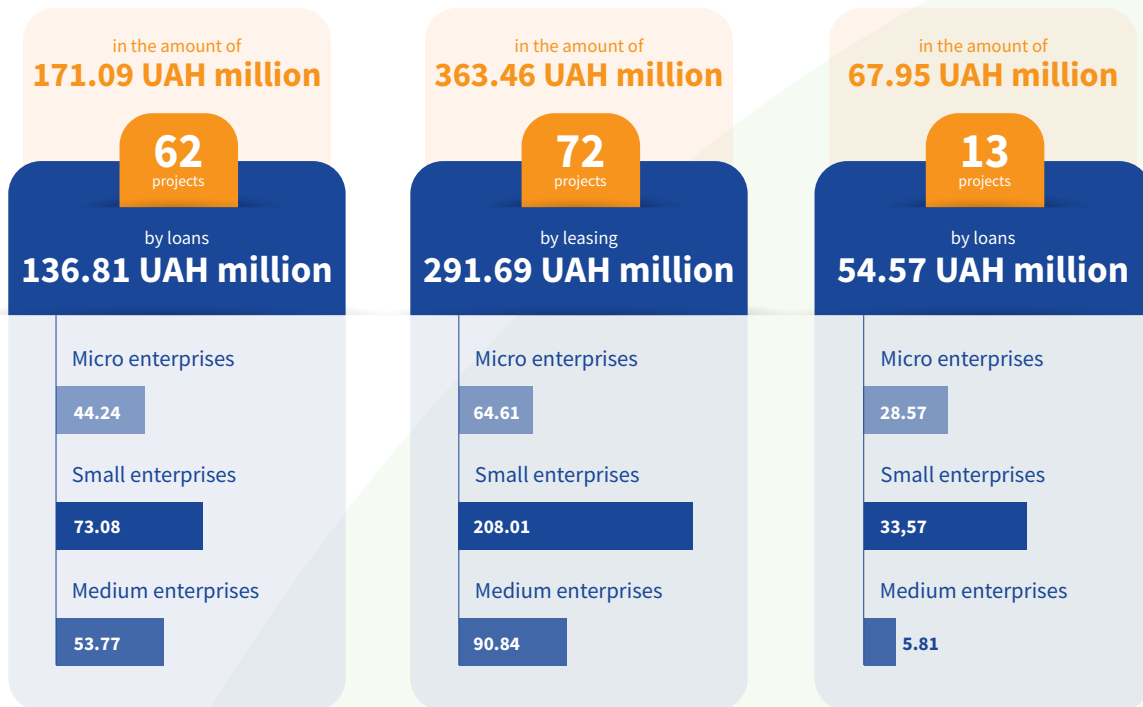 in the amount of
171.09 UAH million
62
projects
by loans
136.81 UAH million
Micro enterprises
44.24
Small enterprises
73.08
Medium enterprises
53.77
in the amount of
363.46 UAH million
72
projects
by leasing
291.69 UAH million
Micro enterprises
64.61
Small enterprises
208.01
Medium enterprises
90.84
in the amount of
67.95 UAH million
13
projects
by loans
54.57 UAH million
Micro enterprises
28.57
Small enterprises
33,57
Medium enterprises
5.81